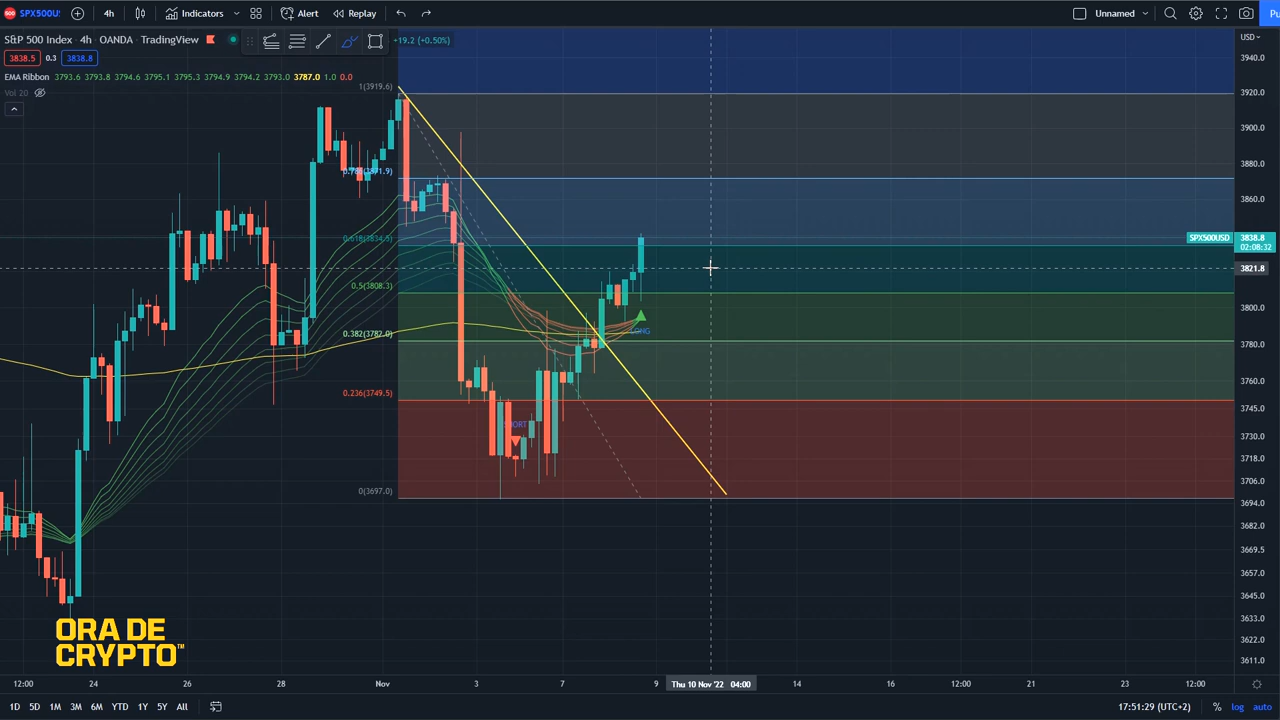 SPX500US
4h
Indicators
Alert
Replay
Unnamed
Pu
S&P 500 Index · 4h · OANDA · TradingView
+19.2 (+0.50%)
USD
3838.5
0.3
3838.8
EMA Ribbon 3793.6 3793.8 3794.6 3795.1 3795.3 3794.9 3794.2 3793.0 3787.0 1.0 0.0
Vol 20
1(3919.6)
0.618(3834.5)
0.5(3808.3)
0.382(3782.0)
0.236(3749.5)
0(3697.0)
LONG
3940.0
3920.0
3900.0
3880.0
3860.0
SPX500USD
3838.8
02:08:32
3821.8
3800.0
3780.0
3760.0
3745.0
3730.0
3718.0
3706.0
3694.0
3682.0
3669.5
3657.0
3645.0
3633.0
3622.0
3611.0
ORA DE
CRYPTO™
12:00
24
26
28
Nov
3
7
9
Thu 10 Nov '22 04:00
14
16
12:00
21
23
12:00
1D 5D 1M 3M 6M YTD 1Y 5Y All
17:51:29 (UTC+2)
%
log
auto